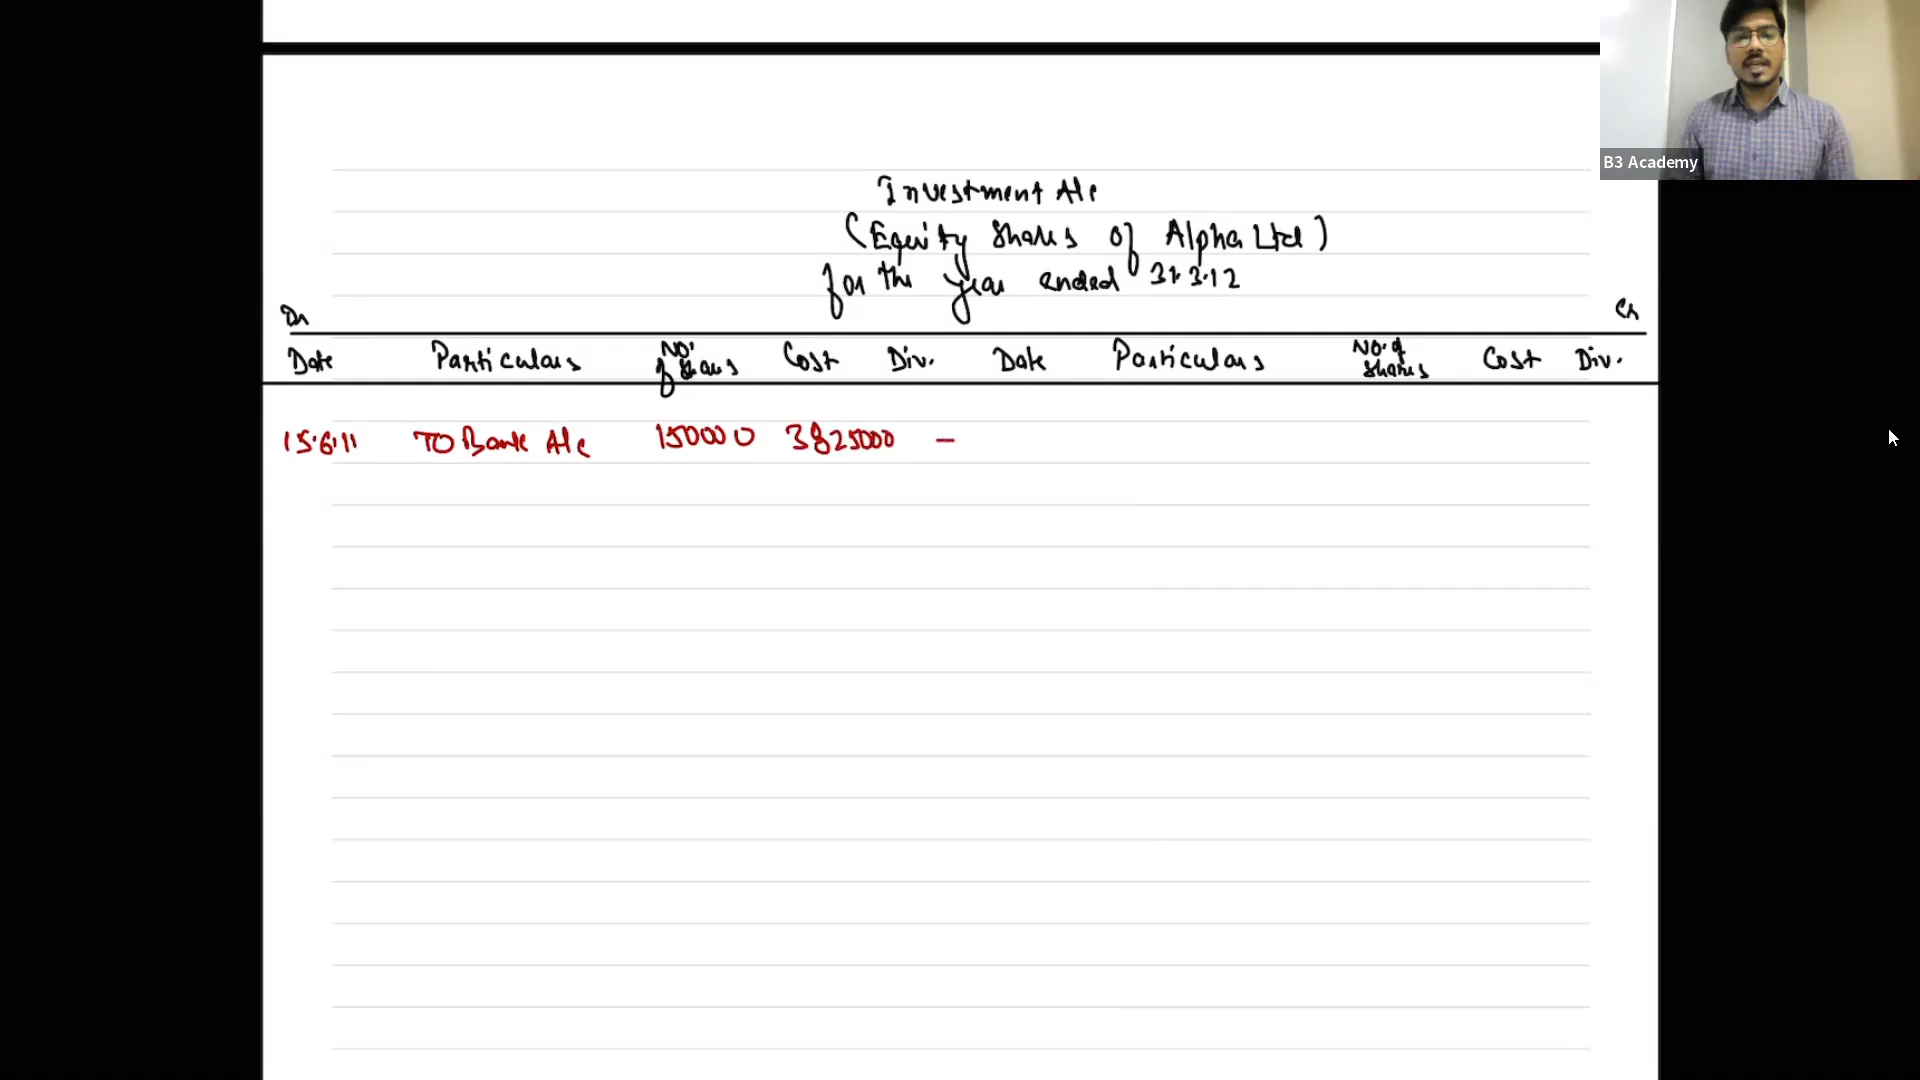 B3 Academy
Investment A/c
(Equity Shares of Alpha Ltd)
for the year ended 31.3.12
Dr Cr
Date Particulars No. of Shares Cost Div. Date Particulars No. of Shares Cost Div.
15.6.11 TO Bank A/c 150000 3825000 —